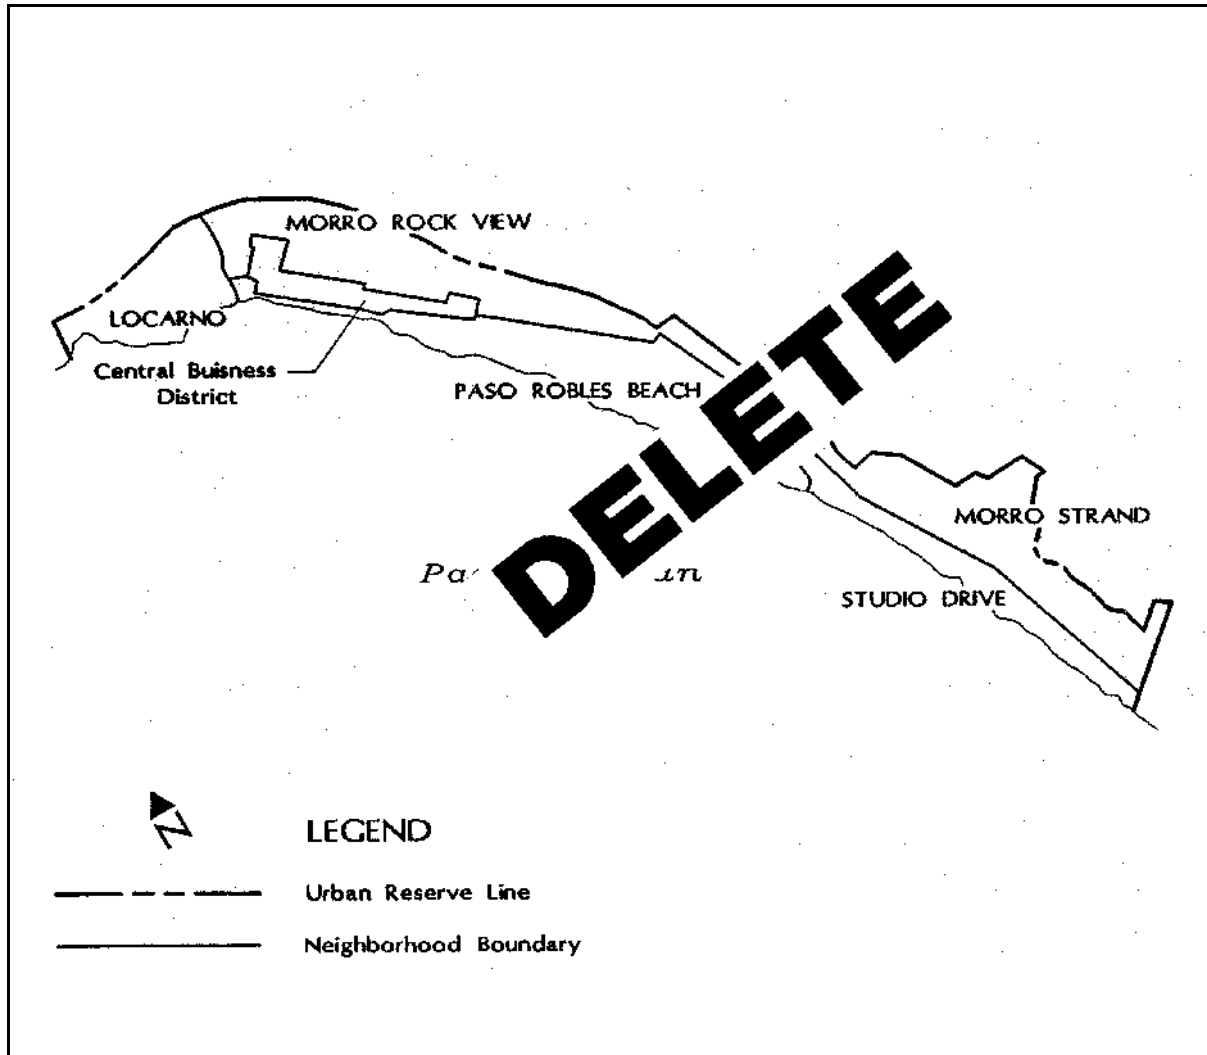 MORRO ROCK VIEW
LOCARNO
Central Buisness
District
PASO ROBLES BEACH
DELETE
MORRO STRAND
STUDIO DRIVE
N
LEGEND
Urban Reserve Line
Neighborhood Boundary